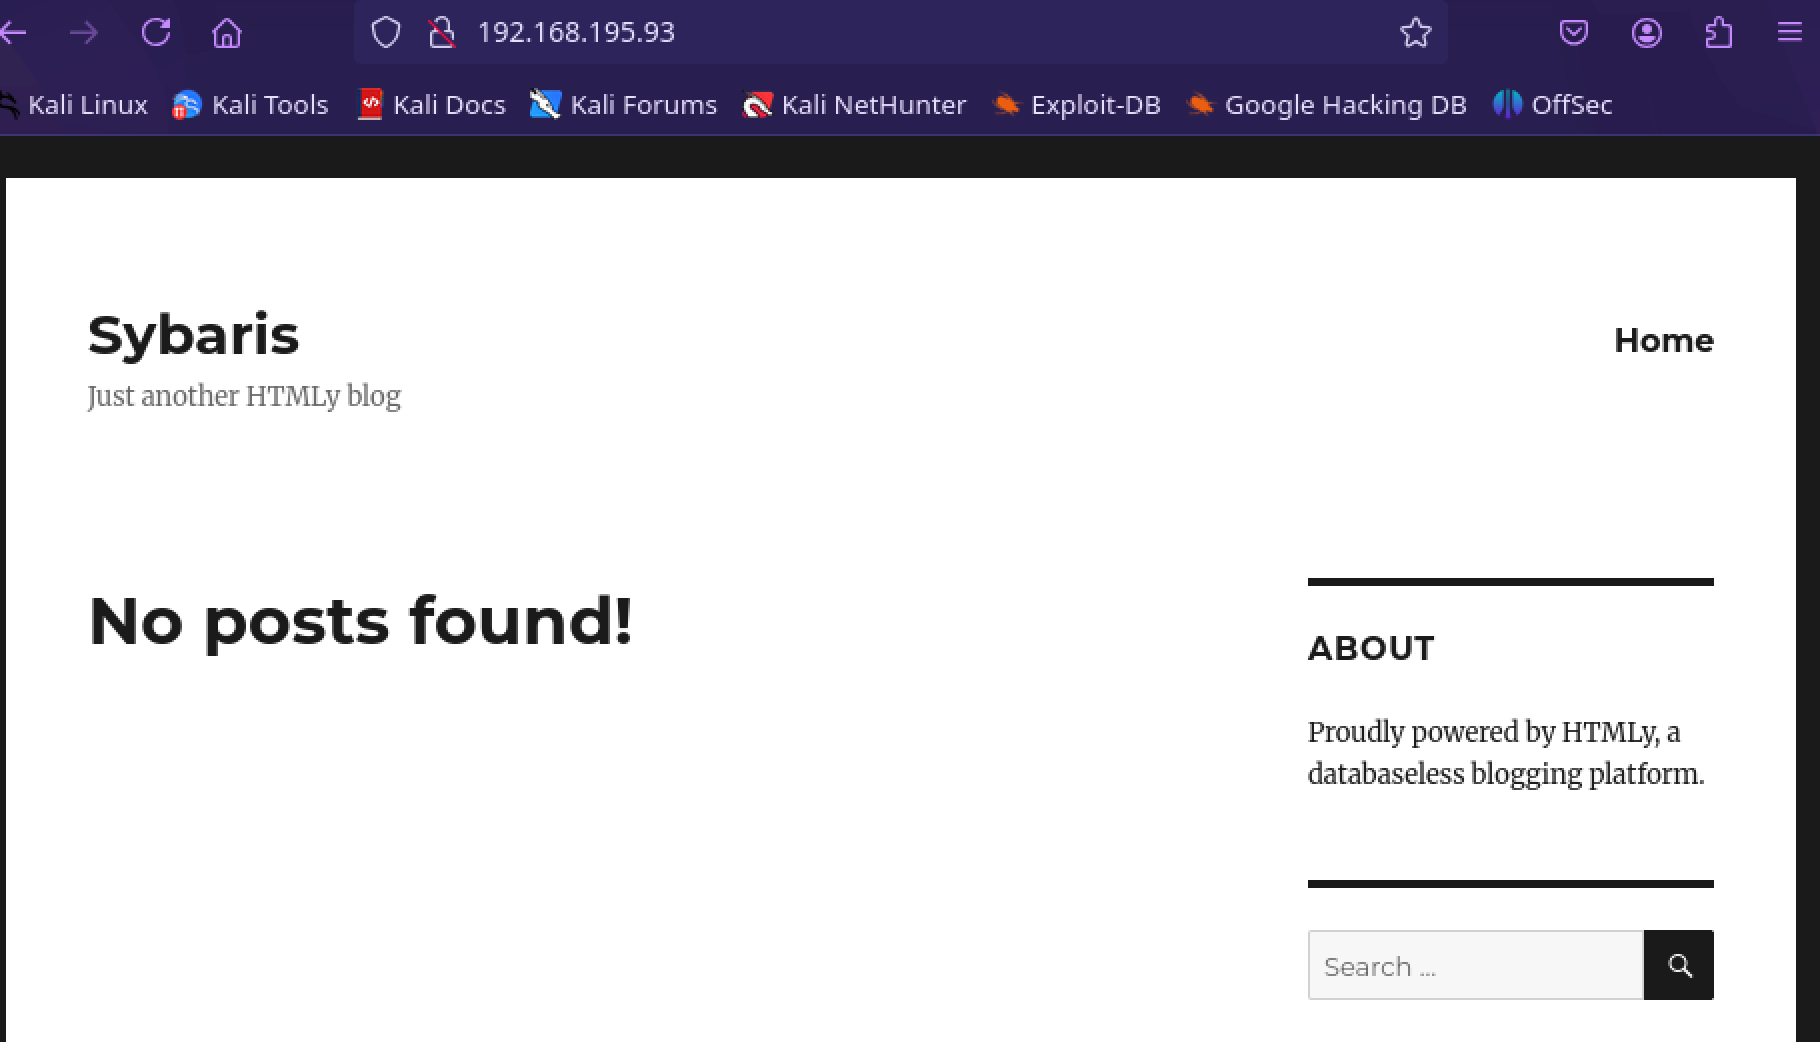 192.168.195.93
Kali Linux Kali Tools Kali Docs Kali Forums Kali NetHunter Exploit-DB Google Hacking DB OffSec
Sybaris
Home
Just another HTMLy blog
No posts found!
ABOUT
Proudly powered by HTMLy, a
databaseless blogging platform.
Search ...